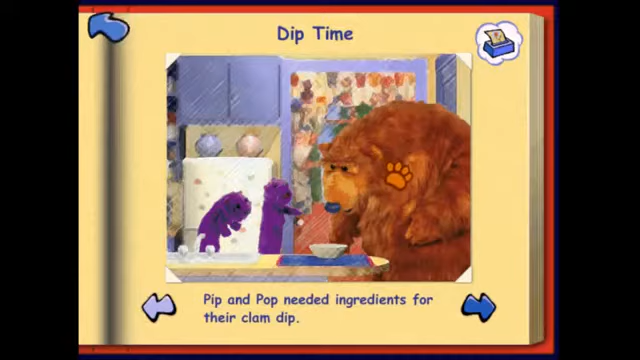 Dip Time
Pip and Pop needed ingredients for
their clam dip.